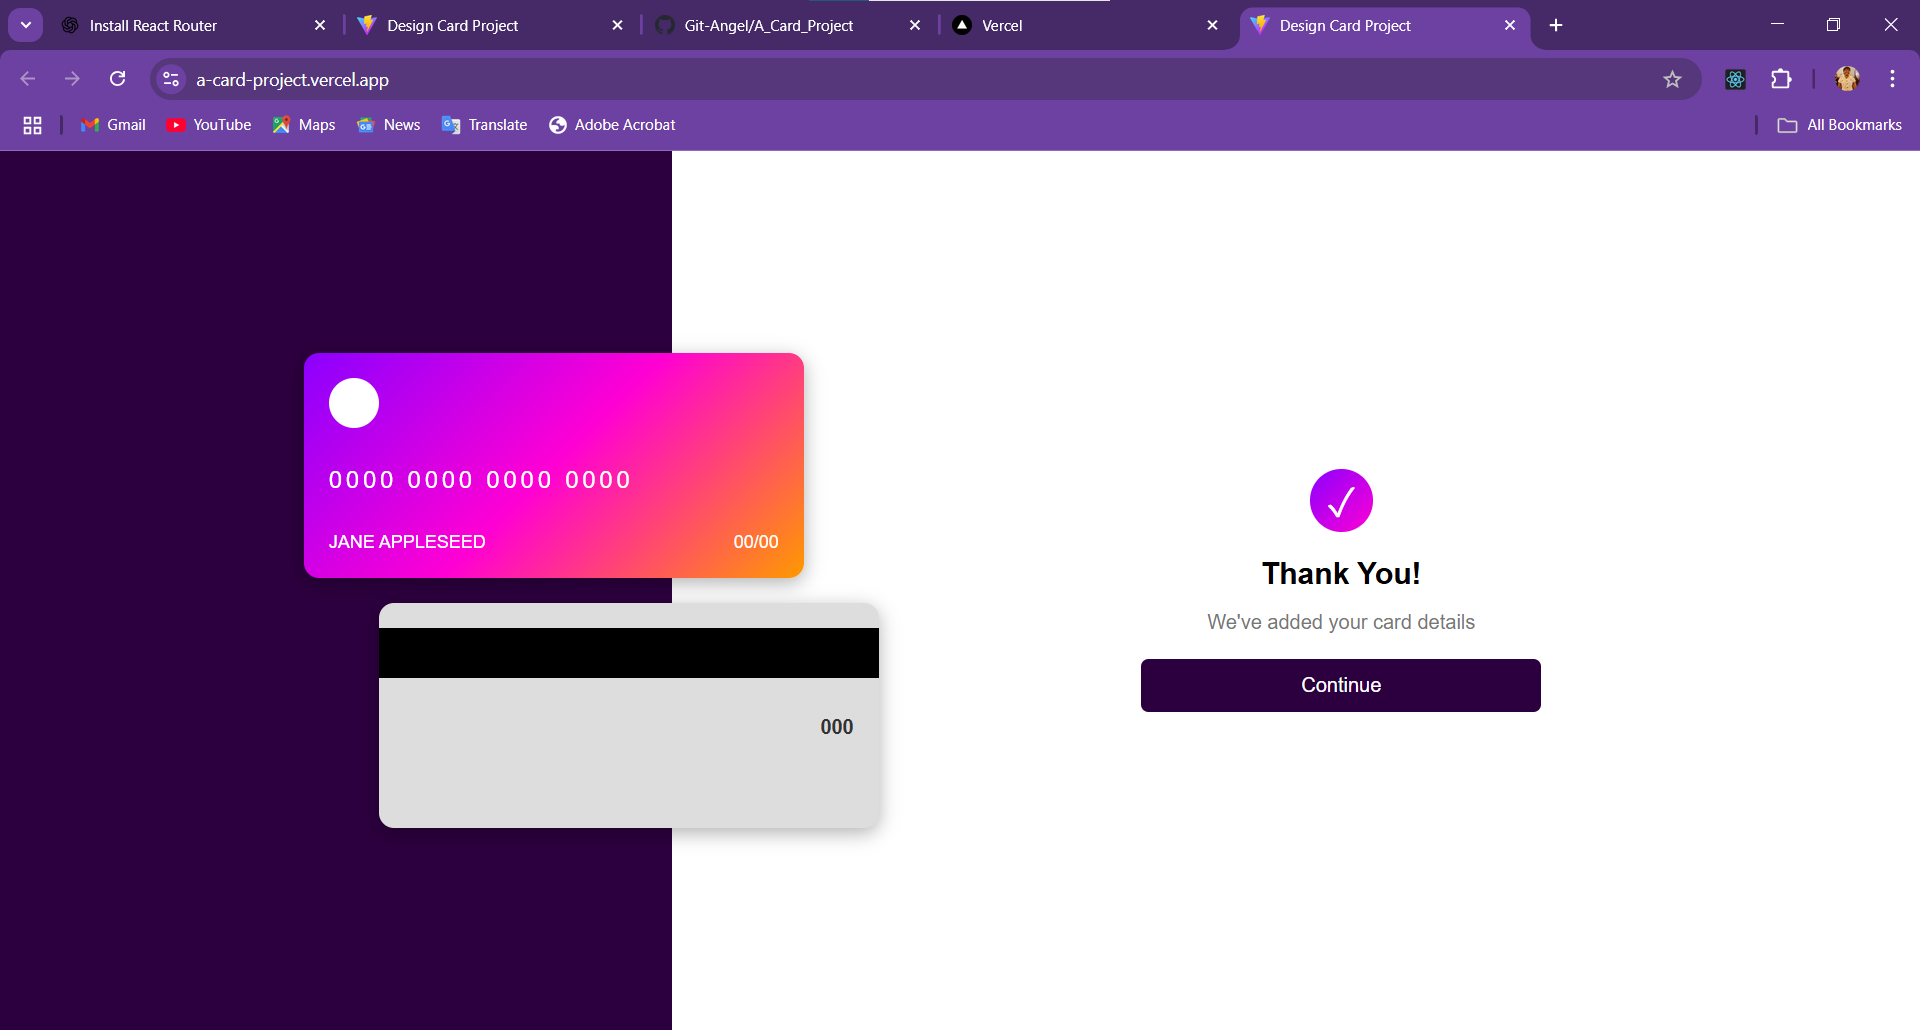 Install React Router
Design Card Project
Git-Angel/A_Card_Project
Vercel
Design Card Project
a-card-project.vercel.app
Gmail
YouTube
Maps
News
Translate
Adobe Acrobat
All Bookmarks
0000 0000 0000 0000
JANE APPLESEED 00/00
000
Thank You!
We've added your card details
Continue